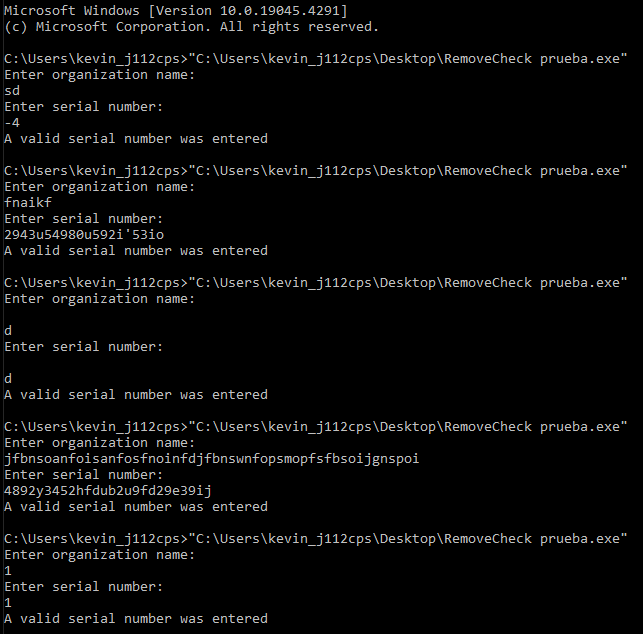 Microsoft Windows [Version 10.0.19045.4291]
(c) Microsoft Corporation. All rights reserved.
C:\Users\kevin_j112cps>"C:\Users\kevin_j112cps\Desktop\RemoveCheck prueba.exe"
Enter organization name:
sd
Enter serial number:
-4
A valid serial number was entered
C:\Users\kevin_j112cps>"C:\Users\kevin_j112cps\Desktop\RemoveCheck prueba.exe"
Enter organization name:
fnaikf
Enter serial number:
2943u54980u592i'53io
A valid serial number was entered
C:\Users\kevin_j112cps>"C:\Users\kevin_j112cps\Desktop\RemoveCheck prueba.exe"
Enter organization name:
d
Enter serial number:
d
A valid serial number was entered
C:\Users\kevin_j112cps>"C:\Users\kevin_j112cps\Desktop\RemoveCheck prueba.exe"
Enter organization name:
jfbnsoanfoisanfosfnoinfdjfbnswnfopsmopfsfbsoijgnspoi
Enter serial number:
4892y3452hfdub2u9fd29e39ij
A valid serial number was entered
C:\Users\kevin_j112cps>"C:\Users\kevin_j112cps\Desktop\RemoveCheck prueba.exe"
Enter organization name:
1
Enter serial number:
1
A valid serial number was entered